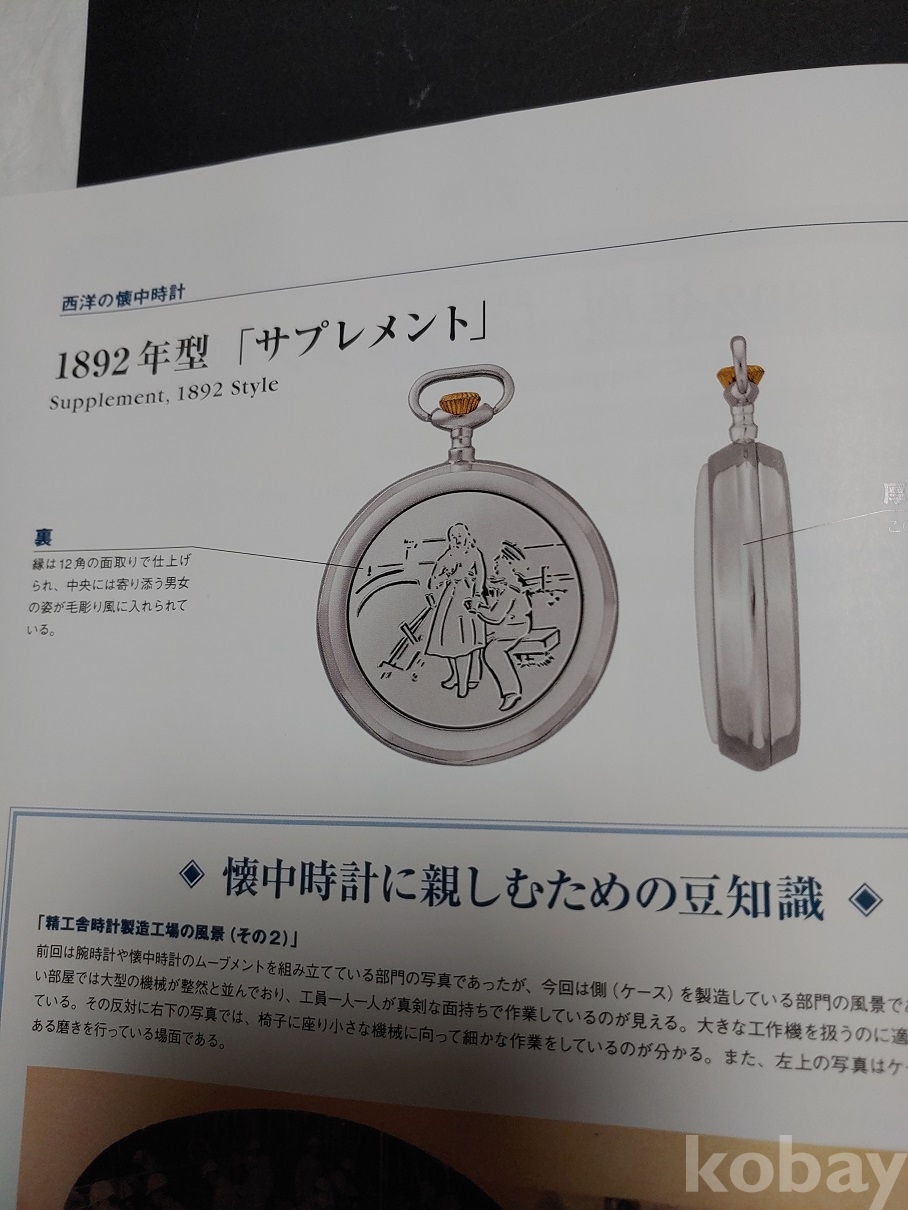 西洋の懐中時計
1892年型「サプレメント」
Supplement, 1892 Style
裏
縁は12角の面取りで仕上げ
られ、中央には寄り添う男女
の姿が毛彫り風に入れられて
いる。
厚
懐中時計に親しむための豆知識
「精工舎時計製造工場の風景(その2)」
前回は腕時計や懐中時計のムーブメントを組み立てている部門の写真であったが、今回は側(ケース)を製造している部門の風景であ
い部屋では大型の機械が整然と並んでおり、工員一人一人が真剣な面持ちで作業しているのが見える。大きな工作機を扱うのに適
ている。その反対に右下の写真では、椅子に座り小さな機械に向って細かな作業をしているのが分かる。また、左上の写真はケ
ある磨きを行っている場面である。
kobay